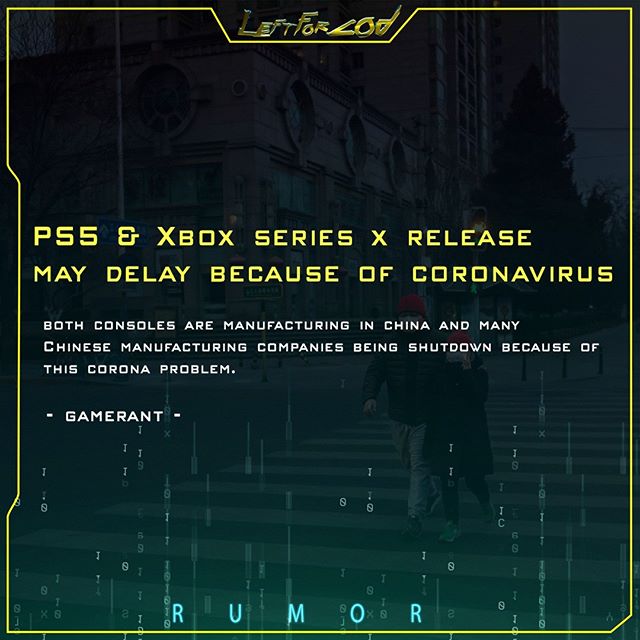 LeftForCod
PS5 & Xbox series x release
may delay because of coronavirus
both consoles are manufacturing in china and many
Chinese manufacturing companies being shutdown because of
this corona problem.
- gamerant -
RUMOR